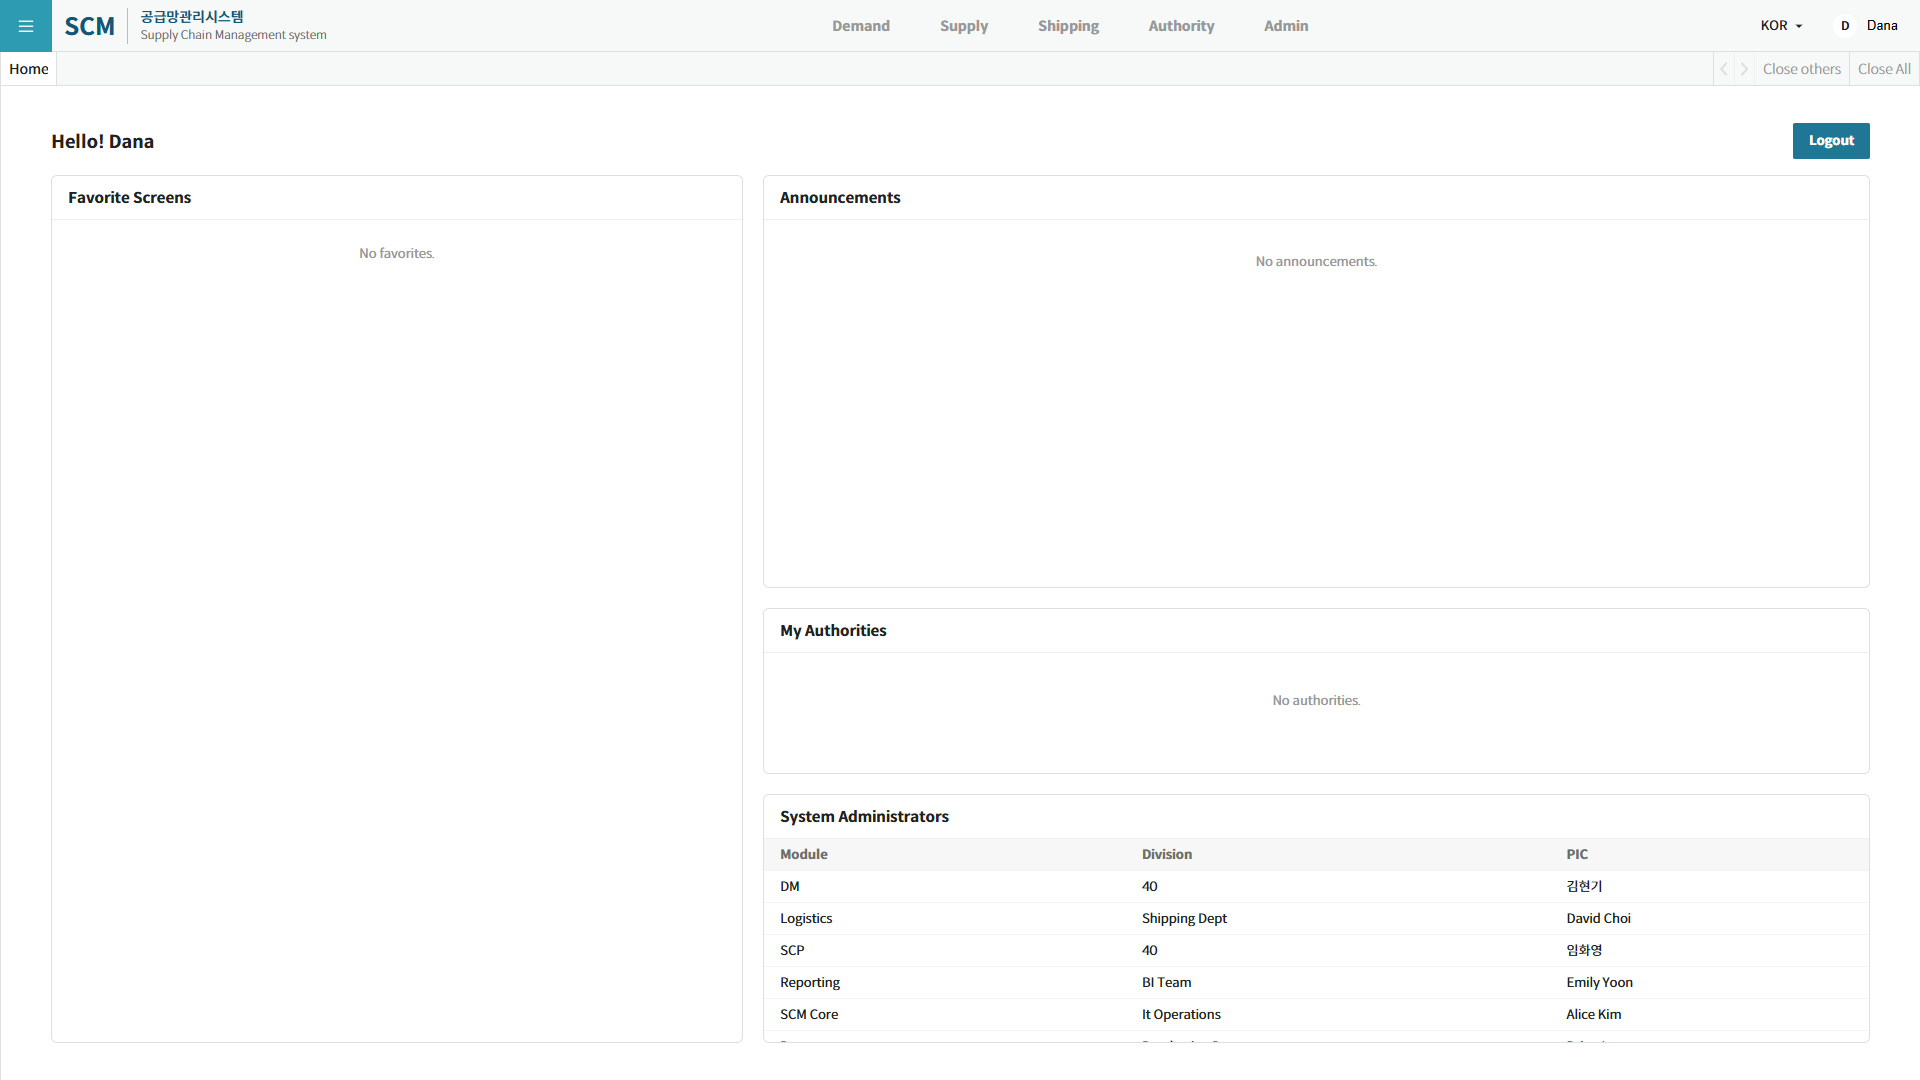 SCM
공급망관리시스템
Supply Chain Management system
Demand
Supply
Shipping
Authority
Admin
KOR
D
Dana
Home
Close others
Close All
Hello! Dana
Logout
Favorite Screens
No favorites.
Announcements
No announcements.
My Authorities
No authorities.
System Administrators
Module Division PIC
DM 40 김현기
Logistics Shipping Dept David Choi
SCP 40 임화영
Reporting BI Team Emily Yoon
SCM Core It Operations Alice Kim